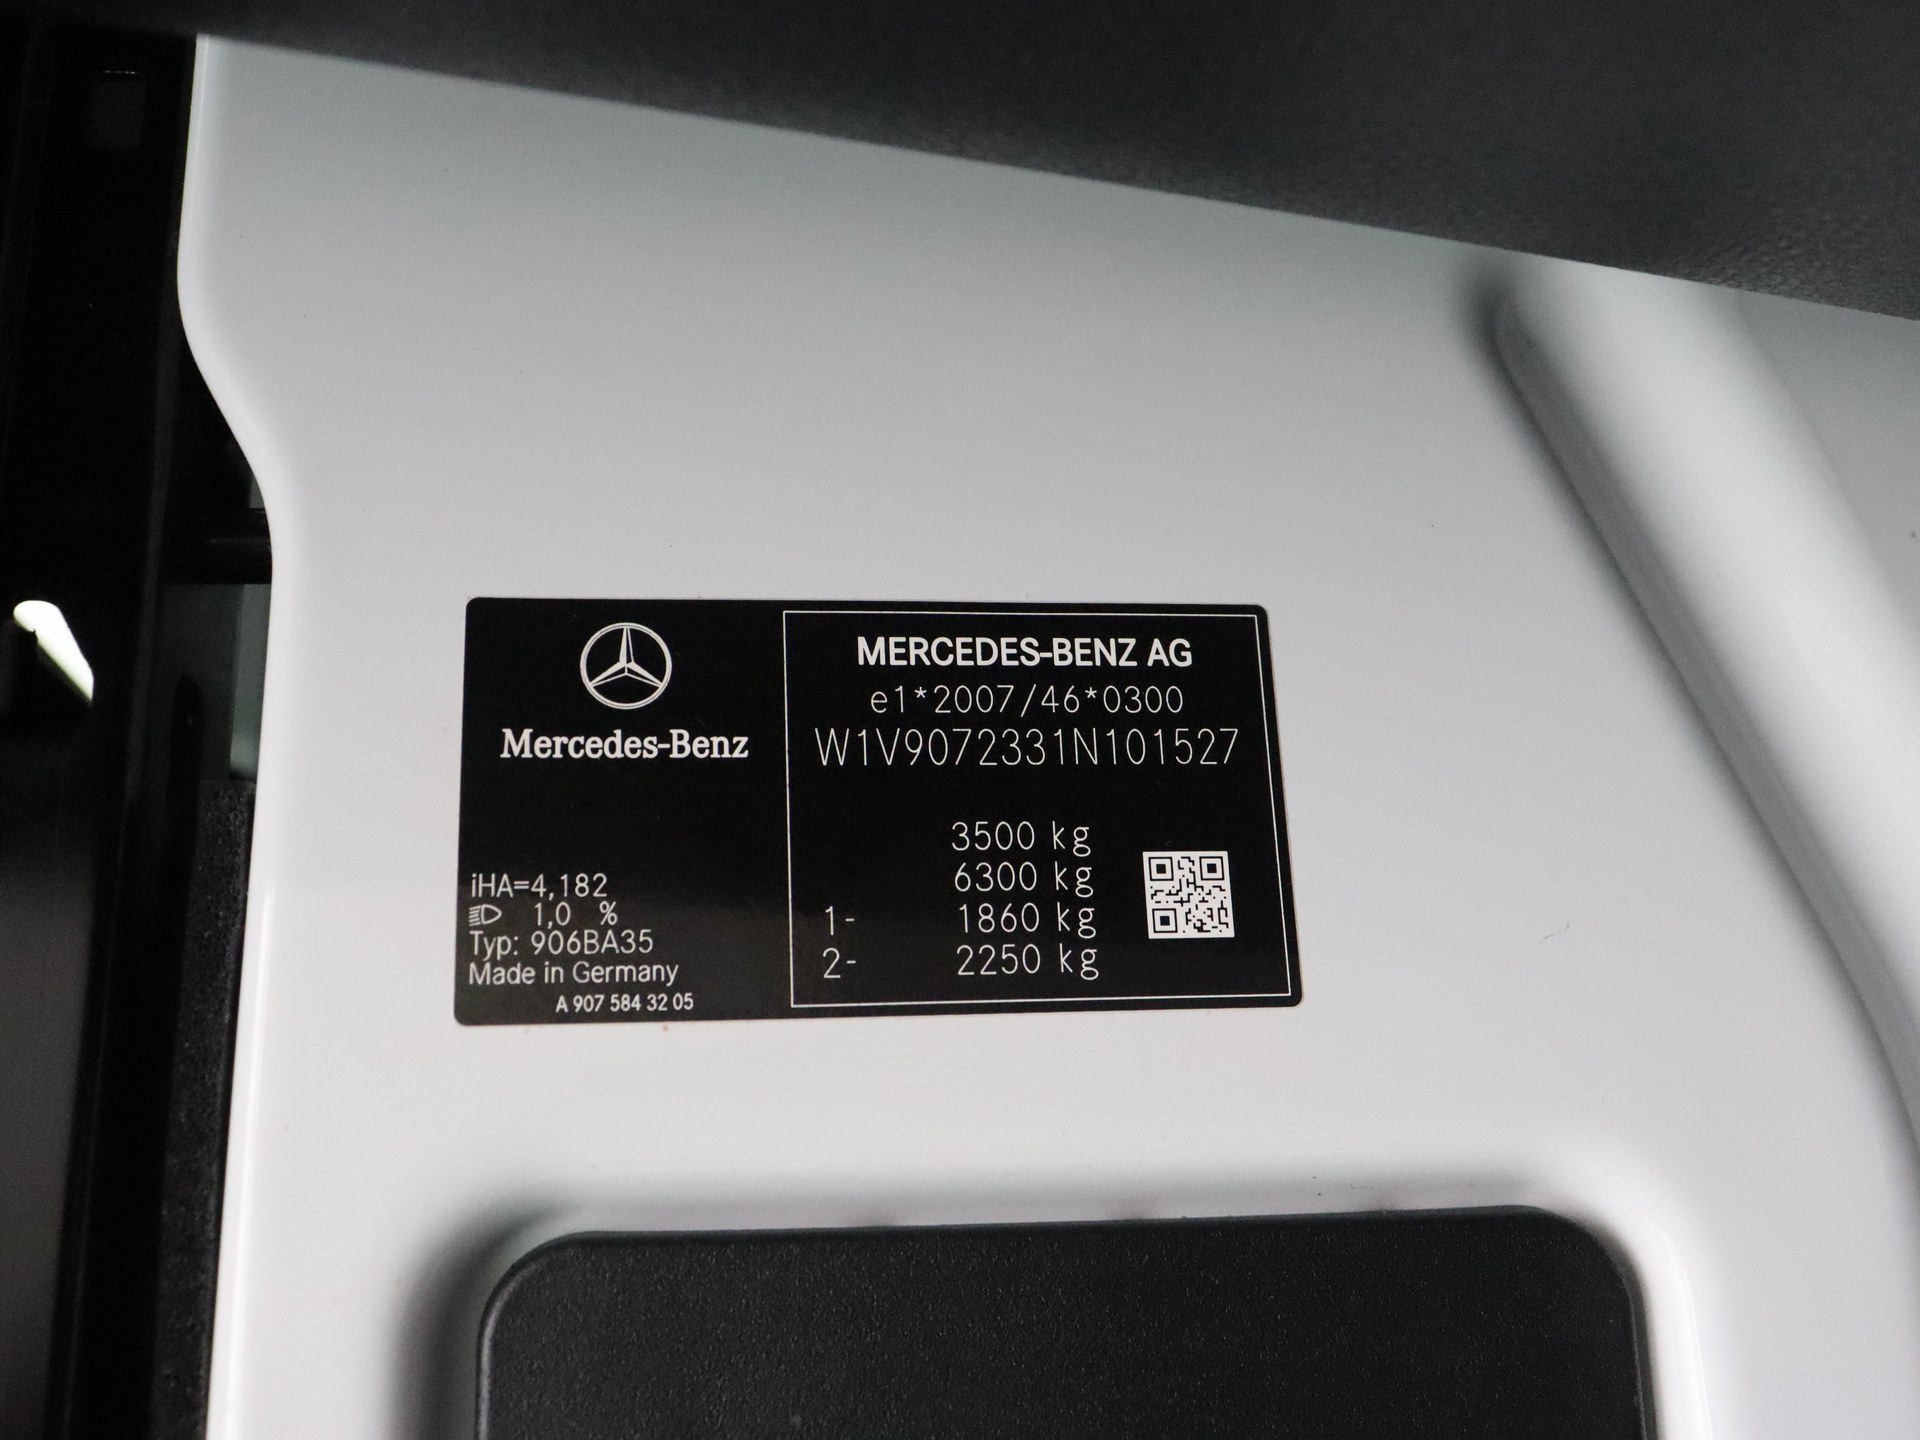 Mercedes-Benz
iHA=4,182
1,0 %
Typ: 906BA35
Made in Germany
A 907 584 32 05
MERCEDES-BENZ AG
e1*2007/46*0300
W1V9072331N101527
3500 kg
6300 kg
1- 1860 kg
2- 2250 kg